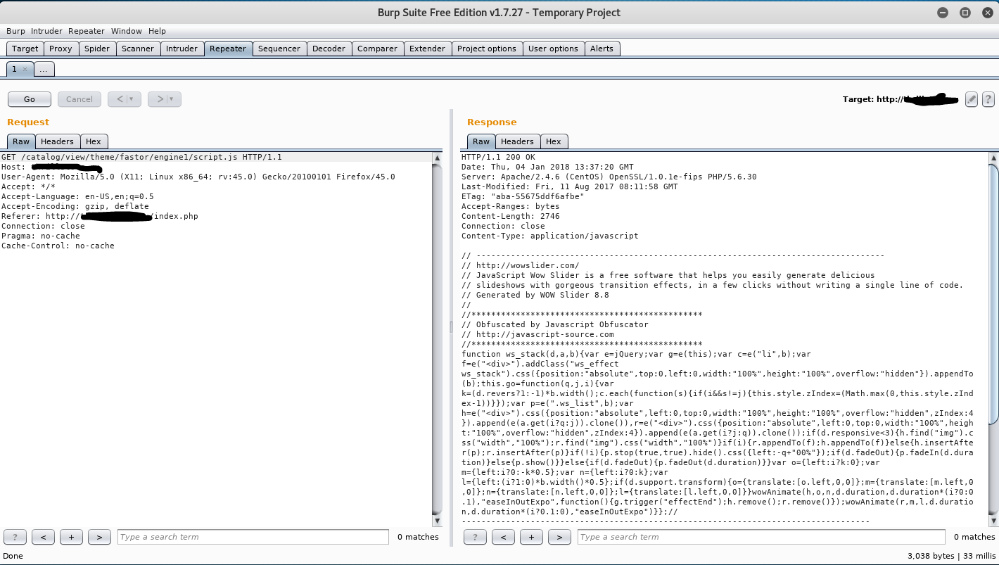 Burp Suite Free Edition v1.7.27 - Temporary Project
Burp Intruder Repeater Window Help
Target Proxy Spider Scanner Intruder Repeater Sequencer Decoder Comparer Extender Project options User options Alerts
1 × ...
Go Cancel < > Target: http://
?
Request
Raw Headers Hex
GET /catalog/view/theme/fastor/engine1/script.js HTTP/1.1
Host:
User-Agent: Mozilla/5.0 (X11; Linux x86_64; rv:45.0) Gecko/20100101 Firefox/45.0
Accept: */*
Accept-Language: en-US,en;q=0.5
Accept-Encoding: gzip, deflate
Referer: http:// /index.php
Connection: close
Pragma: no-cache
Cache-Control: no-cache
? < + > Type a search term 0 matches
Response
Raw Headers Hex
HTTP/1.1 200 OK
Date: Thu, 04 Jan 2018 13:37:20 GMT
Server: Apache/2.4.6 (CentOS) OpenSSL/1.0.1e-fips PHP/5.6.30
Last-Modified: Fri, 11 Aug 2017 08:11:58 GMT
ETag: "aba-55675ddf6afbe"
Accept-Ranges: bytes
Content-Length: 2746
Connection: close
Content-Type: application/javascript
// -----------------------------------------------------------------------------------
// http://wowslider.com/
// JavaScript Wow Slider is a free software that helps you easily generate delicious
// slideshows with gorgeous transition effects, in a few clicks without writing a single line of code.
// Generated by WOW Slider 8.8
//
//***********************************************
// Obfuscated by Javascript Obfuscator
// http://javascript-source.com
//***********************************************
function ws_stack(d,a,b){var e=jQuery;var g=e(this);var c=e("li",b);var
f=e("<div>").addClass("ws_effect
ws_stack").css({position:"absolute",top:0,left:0,width:"100%",height:"100%",overflow:"hidden"}).appendTo
(b);this.go=function(q,j,i){var
k=(d.revers?1:-1)*b.width();c.each(function(s){if(i&&s!=j){this.style.zIndex=(Math.max(0,this.style.zInd
ex-1))}});var p=e(".ws_list",b);var
h=e("<div>").css({position:"absolute",left:0,top:0,width:"100%",height:"100%",overflow:"hidden",zIndex:4
}).append(e(a.get(i?q:j)).clone()),r=e("<div>").css({position:"absolute",left:0,top:0,width:"100%",heigh
t:"100%",overflow:"hidden",zIndex:4}).append(e(a.get(i?j:q)).clone());if(d.responsive<3){h.find("img").c
ss("width","100%");r.find("img").css("width","100%")}if(i){r.appendTo(f);h.appendTo(f)}else{h.insertAfte
r(p);r.insertAfter(p)}if(!i){p.stop(true,true).hide().css({left:-q+"00%"});if(d.fadeOut){p.fadeIn(d.dura
tion)}else{p.show()}}else{if(d.fadeOut){p.fadeOut(d.duration)}}var o={left:i?k:0};var
m={left:i?0:-k*0.5};var n={left:i?0:k};var
l={left:(i?1:0)*b.width()*0.5};if(d.support.transform){o={translate:[o.left,0,0]};m={translate:[m.left,0
,0]};n={translate:[n.left,0,0]};l={translate:[l.left,0,0]}}wowAnimate(h,o,n,d.duration,d.duration*(i?0:0
.1),"easeInOutExpo",function(){g.trigger("effectEnd");h.remove();r.remove()});wowAnimate(r,m,l,d.duratio
n,d.duration*(i?0.1:0),"easeInOutExpo")}};//
-----------------------------------------------------------------------------------
? < + > Type a search term 0 matches
Done 3,038 bytes | 33 millis